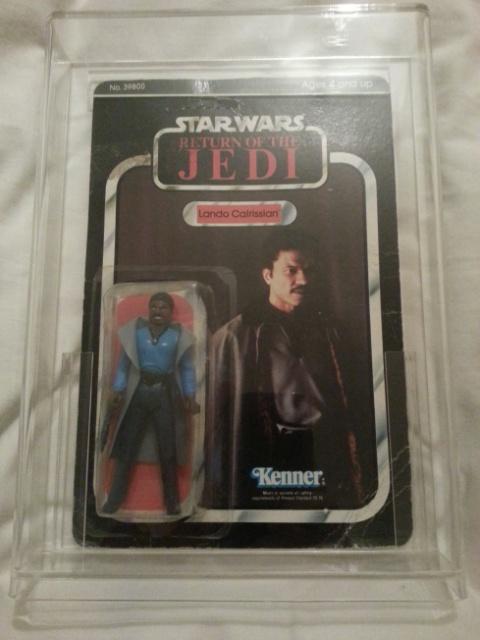 No. 39800
Ages 4 and up
STAR WARS
RETURN OF THE
JEDI
Lando Calrissian
Kenner